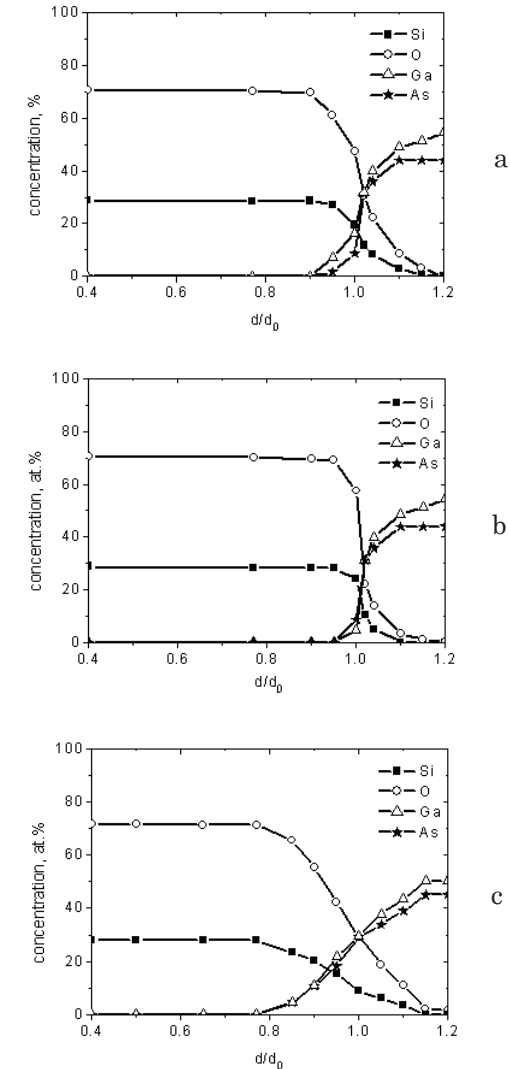 100
80
60
40
20
0
concentration, %
Si
O
Ga
As
a
0.4 0.6 0.8 1.0 1.2
d/d0
100
80
60
40
20
0
concentration, at.%
Si
O
Ga
As
b
0.4 0.6 0.8 1.0 1.2
d/d0
100
80
60
40
20
0
concentration, at.%
Si
O
Ga
As
c
0.4 0.6 0.8 1.0 1.2
d/d0